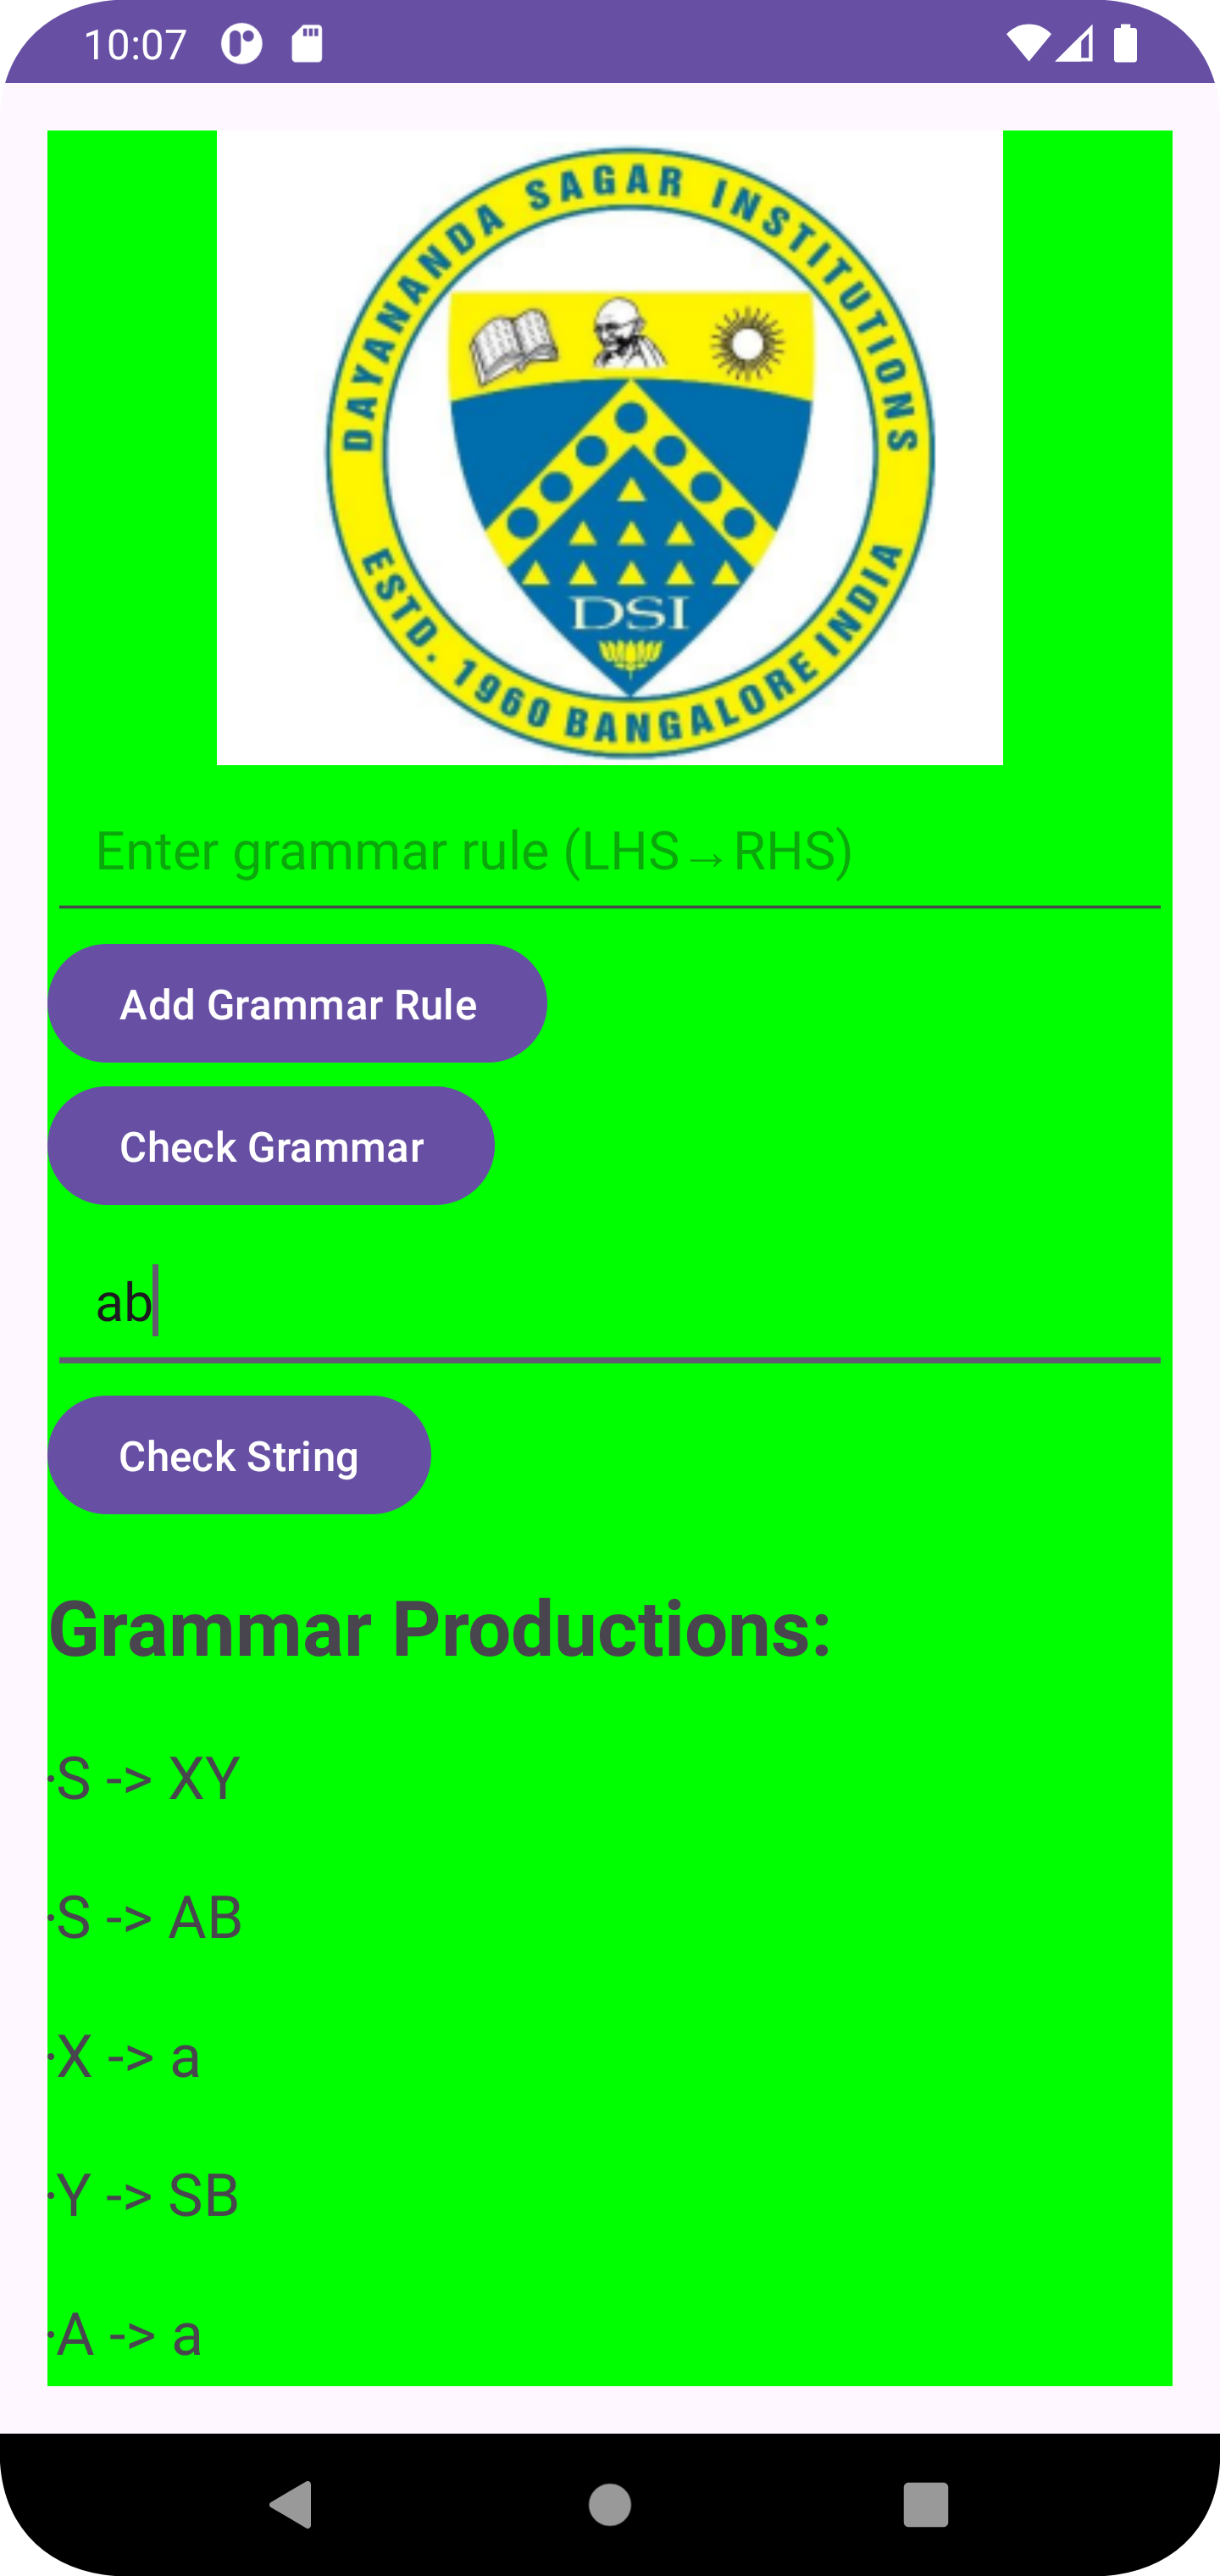 10:07
DAYANANDA SAGAR INSTITUTIONS
ESTD. 1960 BANGALORE INDIA
DSI
Enter grammar rule (LHS→RHS)
Add Grammar Rule
Check Grammar
ab
Check String
Grammar Productions:
·S -> XY
·S -> AB
·X -> a
·Y -> SB
·A -> a